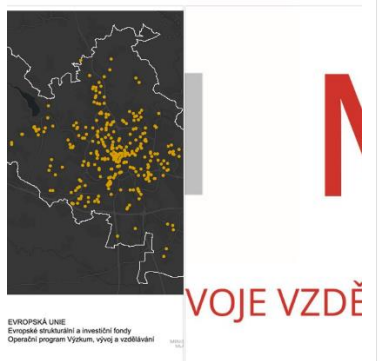 EVROPSKÁ UNIE
Evropské strukturální a investiční fondy
Operační program Výzkum, vývoj a vzdělávání
VOJE VZDĚ